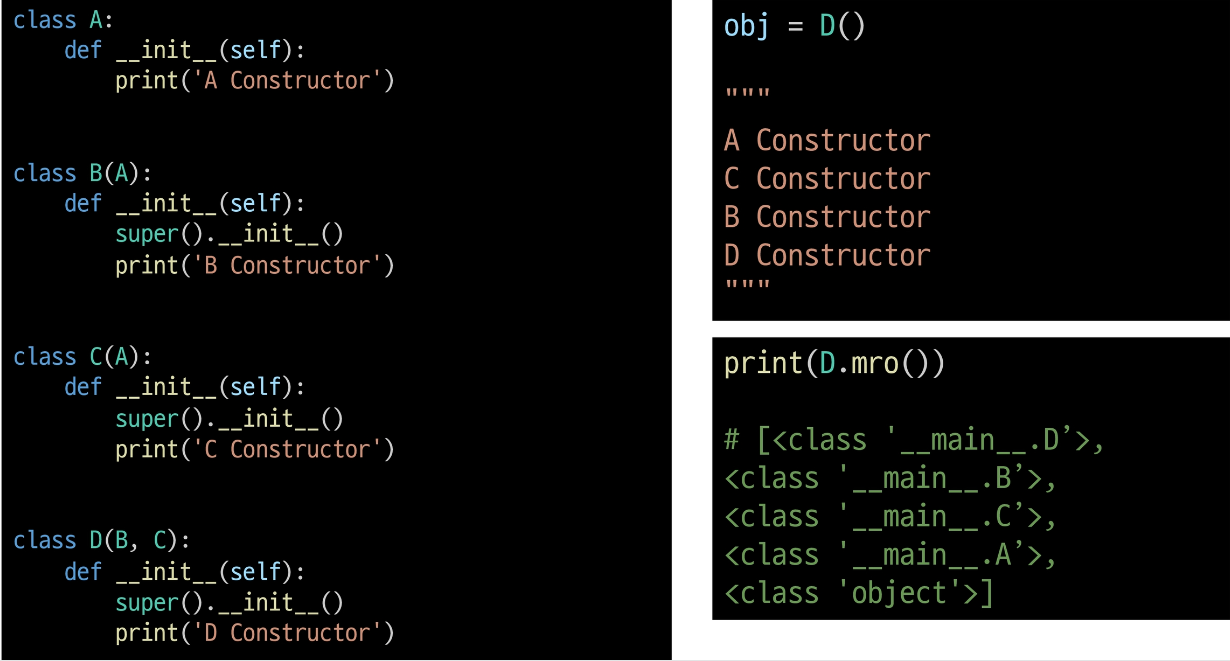 class A:
    def __init__(self):
        print('A Constructor')
class B(A):
    def __init__(self):
        super().__init__()
        print('B Constructor')
class C(A):
    def __init__(self):
        super().__init__()
        print('C Constructor')
class D(B, C):
    def __init__(self):
        super().__init__()
        print('D Constructor')
obj = D()
"""
A Constructor
C Constructor
B Constructor
D Constructor
"""
print(D.mro())
# [<class '__main__.D’>,
<class '__main__.B’>,
<class '__main__.C’>,
<class '__main__.A’>,
<class 'object'>]